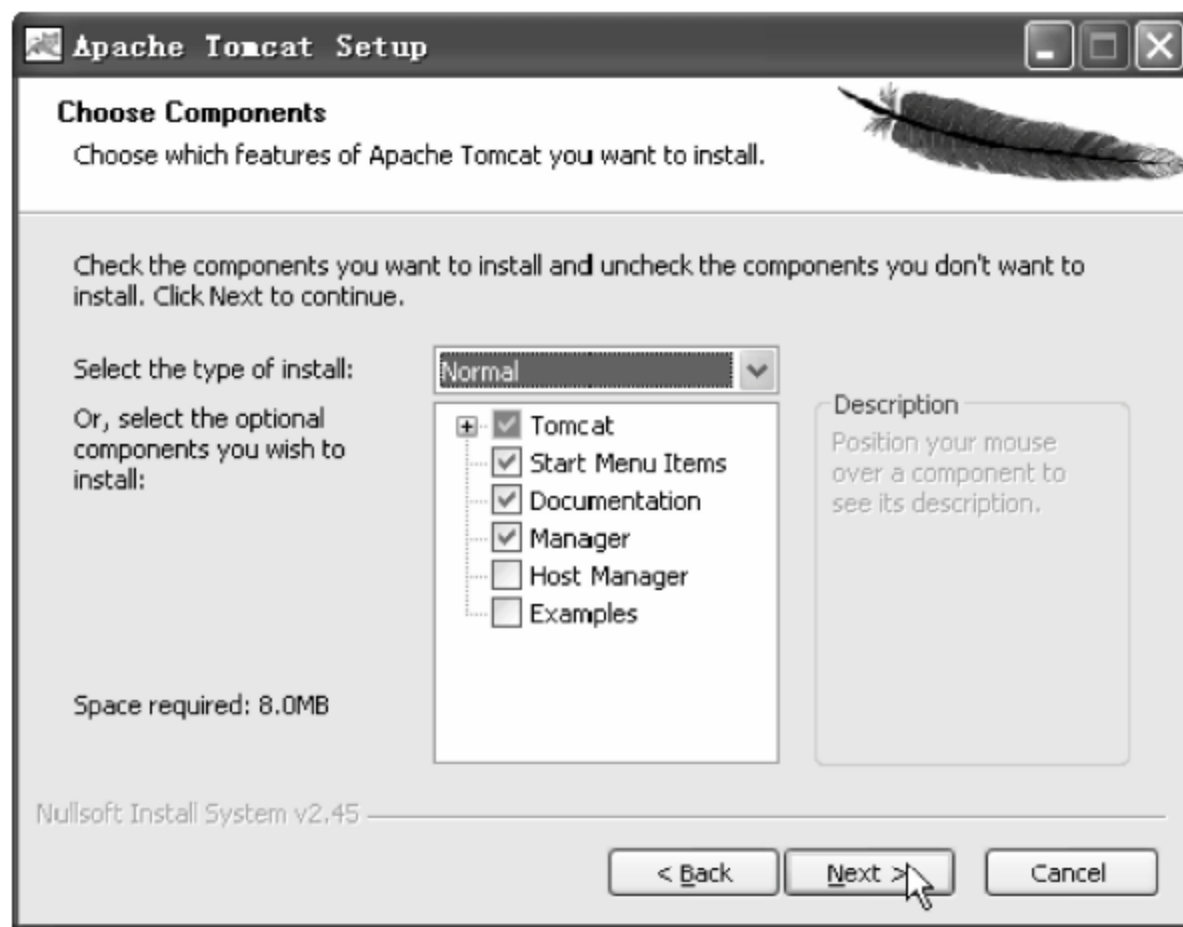 Apache Tomcat Setup
Choose Components
Choose which features of Apache Tomcat you want to install.
Check the components you want to install and uncheck the components you don't want to
install. Click Next to continue.
Select the type of install:
Normal
Or, select the optional
components you wish to
install:
Tomcat
Start Menu Items
Documentation
Manager
Host Manager
Examples
Description
Position your mouse
over a component to
see its description.
Space required: 8.0MB
Nullsoft Install System v2.45
< Back
Next >
Cancel